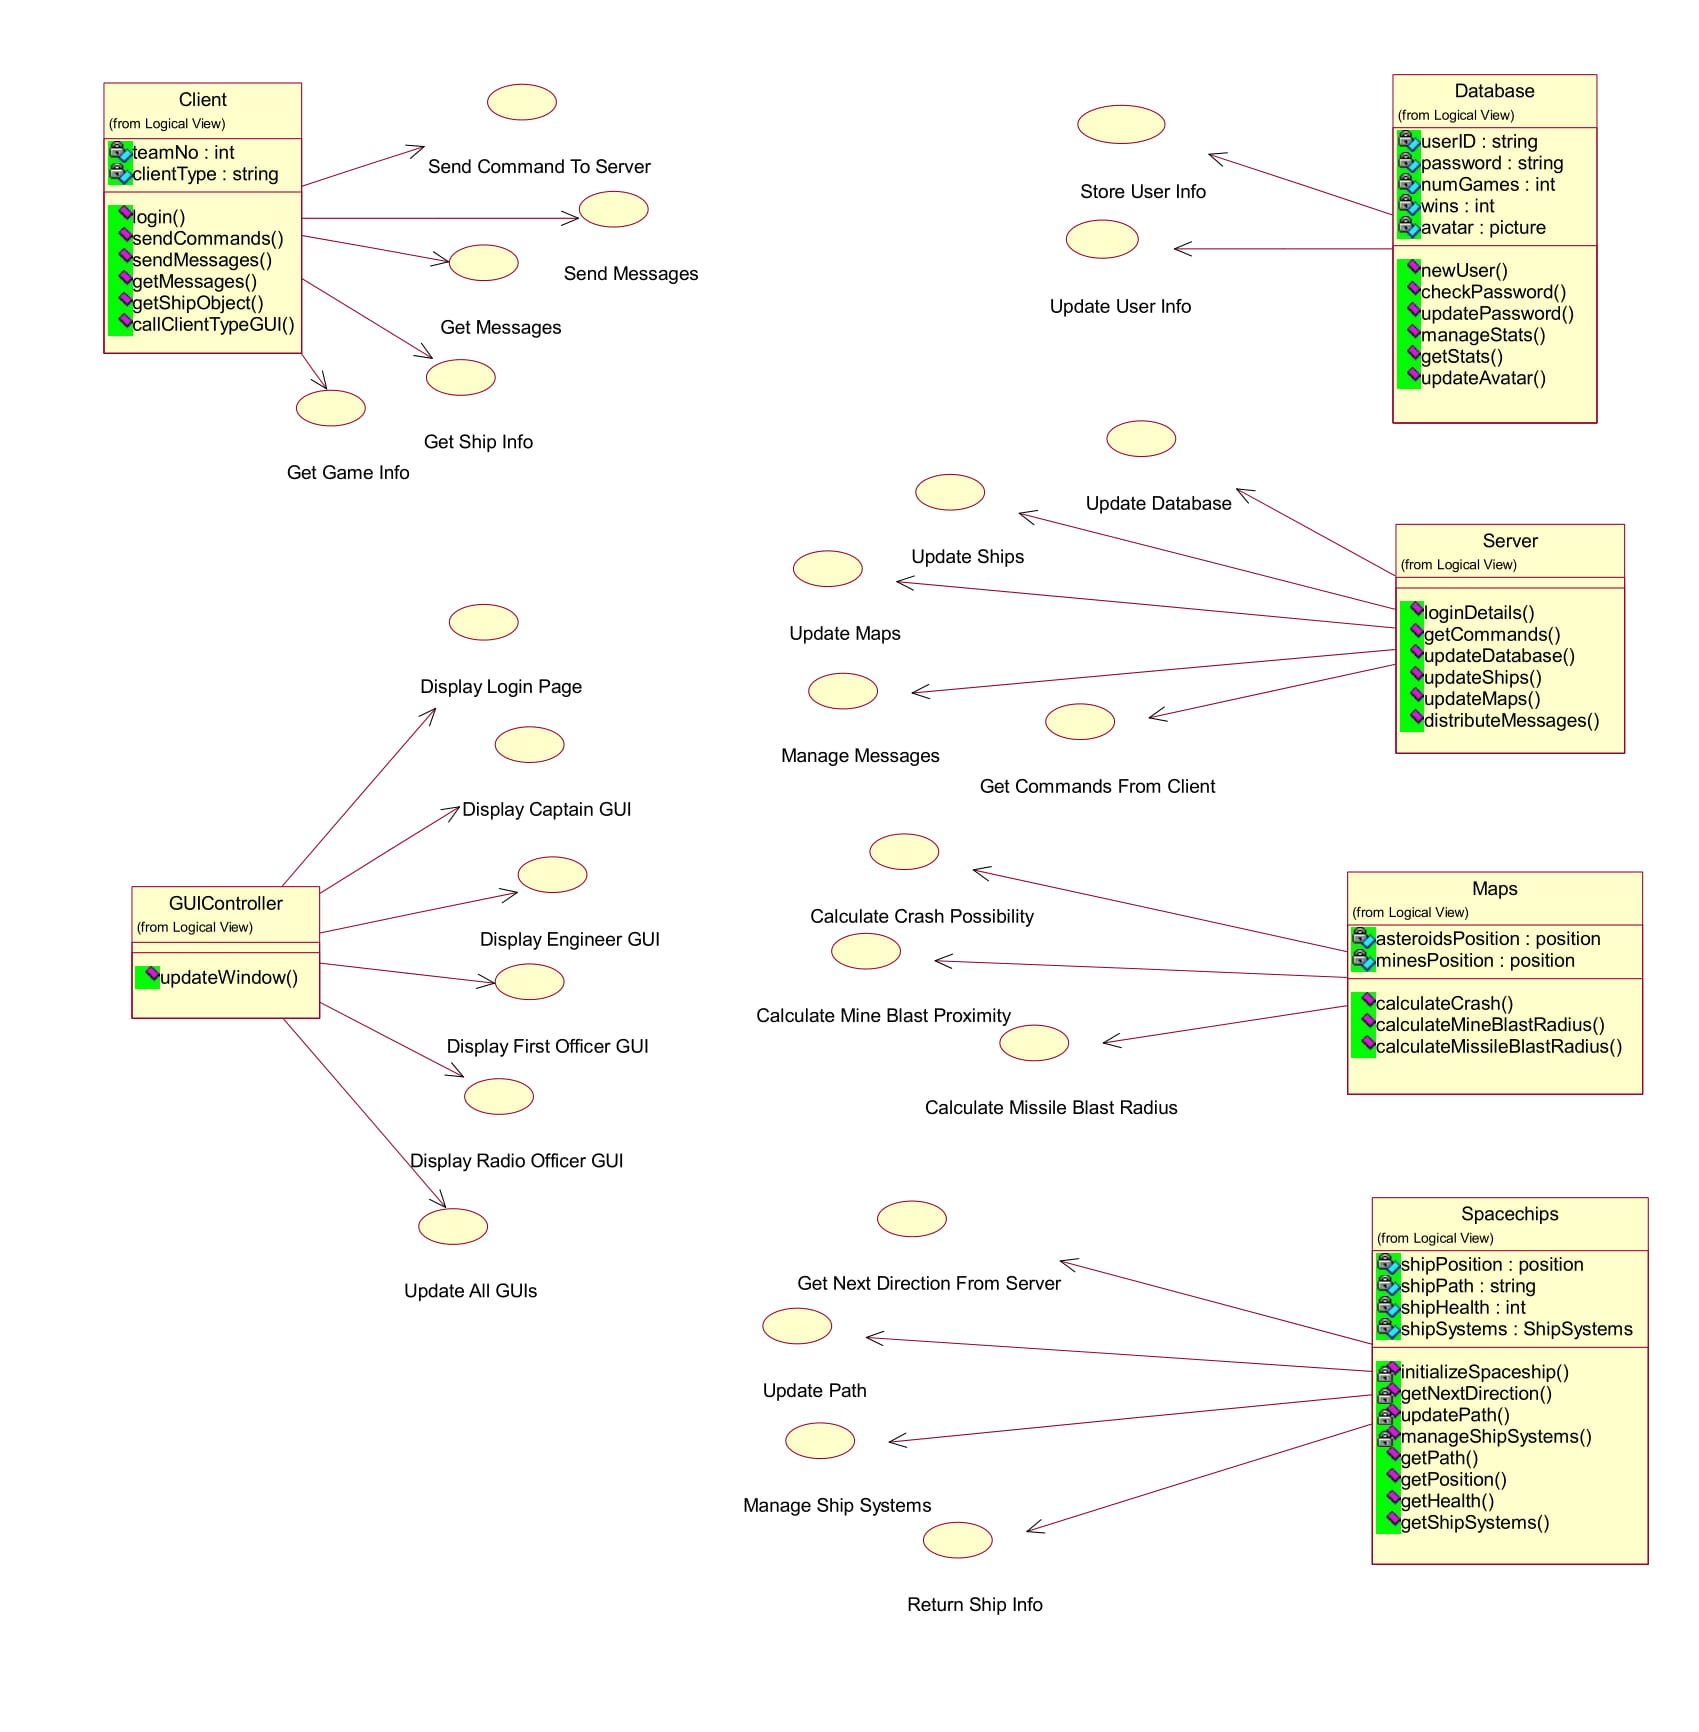 Client
(from Logical View)
teamNo : int
clientType : string
login()
sendCommands()
sendMessages()
getMessages()
getShipObject()
callClientTypeGUI()
Send Command To Server
Send Messages
Get Messages
Get Ship Info
Get Game Info
Database
(from Logical View)
userID : string
password : string
numGames : int
wins : int
avatar : picture
newUser()
checkPassword()
updatePassword()
manageStats()
getStats()
updateAvatar()
Store User Info
Update User Info
Update Database
Update Ships
Update Maps
Manage Messages
Get Commands From Client
Server
(from Logical View)
loginDetails()
getCommands()
updateDatabase()
updateShips()
updateMaps()
distributeMessages()
Display Login Page
Display Captain GUI
Display Engineer GUI
Display First Officer GUI
Display Radio Officer GUI
Update All GUIs
GUIController
(from Logical View)
updateWindow()
Calculate Crash Possibility
Calculate Mine Blast Proximity
Calculate Missile Blast Radius
Maps
(from Logical View)
asteroidsPosition : position
minesPosition : position
calculateCrash()
calculateMineBlastRadius()
calculateMissileBlastRadius()
Get Next Direction From Server
Update Path
Manage Ship Systems
Return Ship Info
Spacechips
(from Logical View)
shipPosition : position
shipPath : string
shipHealth : int
shipSystems : ShipSystems
initializeSpaceship()
getNextDirection()
updatePath()
manageShipSystems()
getPath()
getPosition()
getHealth()
getShipSystems()